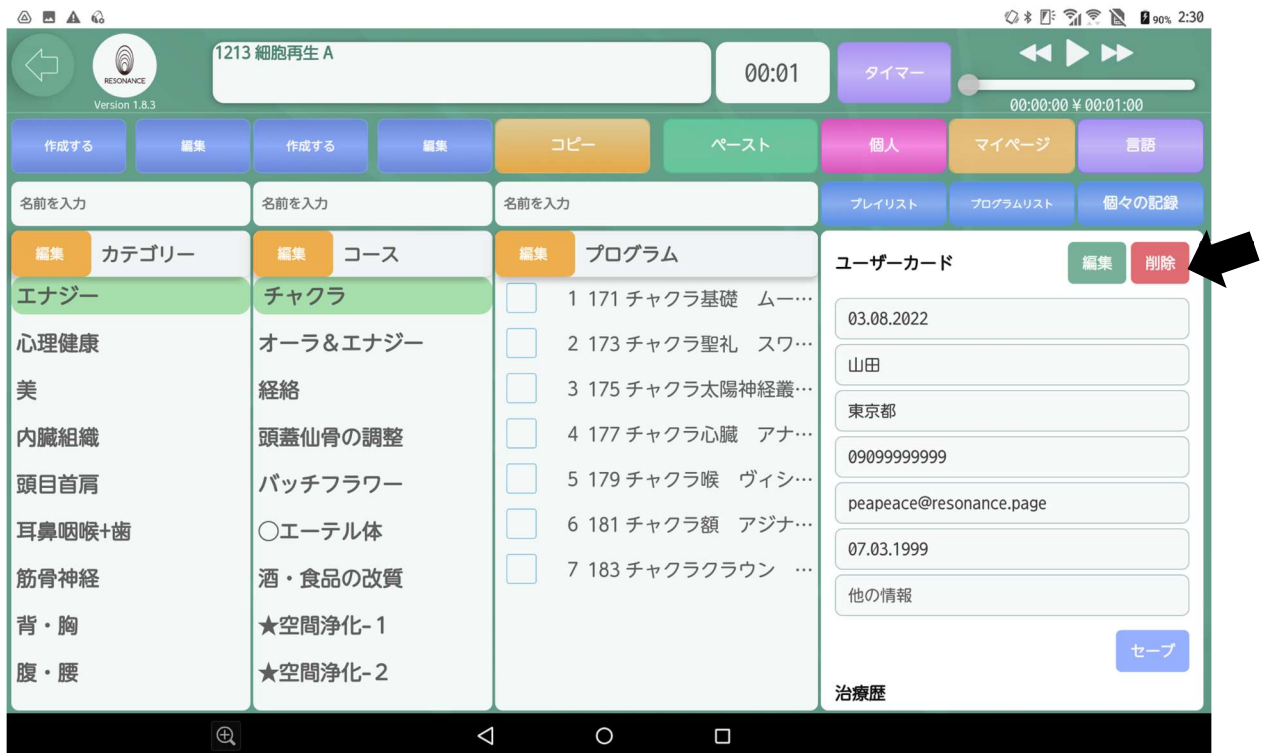 90% 2:30
RESONANCE
Version 1.8.3
1213 細胞再生 A
00:01
タイマー
00:00:00 ¥ 00:01:00
作成する
編集
作成する
編集
コピー
ペースト
個人
マイページ
言語
名前を入力
名前を入力
名前を入力
プレイリスト
プログラムリスト
個々の記録
編集 カテゴリー
エナジー
心理健康
美
内臓組織
頭目首肩
耳鼻咽喉+歯
筋骨神経
背・胸
腹・腰
編集 コース
チャクラ
オーラ&エナジー
経絡
頭蓋仙骨の調整
バッチフラワー
〇エーテル体
酒・食品の改質
★空間浄化-1
★空間浄化-2
編集 プログラム
1 171 チャクラ基礎　ムー…
2 173 チャクラ聖礼　スワ…
3 175 チャクラ太陽神経叢…
4 177 チャクラ心臓　アナ…
5 179 チャクラ喉　ヴィシ…
6 181 チャクラ額　アジナ…
7 183 チャクラクラウン　…
ユーザーカード
編集
削除
03.08.2022
山田
東京都
09099999999
peapeace@resonance.page
07.03.1999
他の情報
セーブ
治療歴